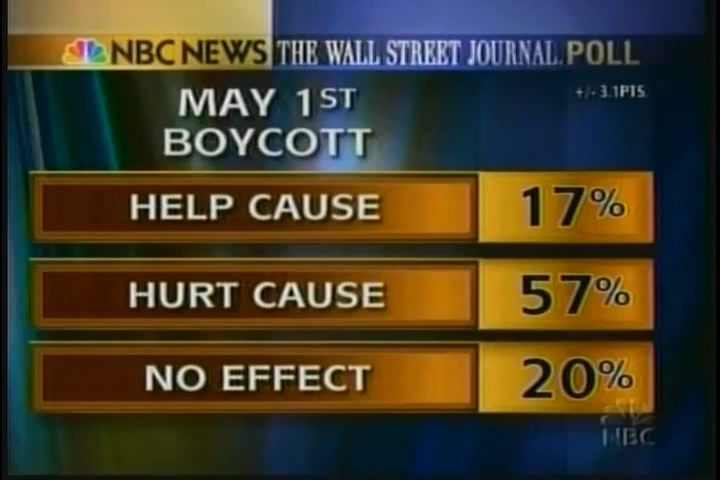 NBC NEWS THE WALL STREET JOURNAL. POLL
+/- 3.1PTS.
MAY 1ST
BOYCOTT
HELP CAUSE 17%
HURT CAUSE 57%
NO EFFECT 20%
NBC